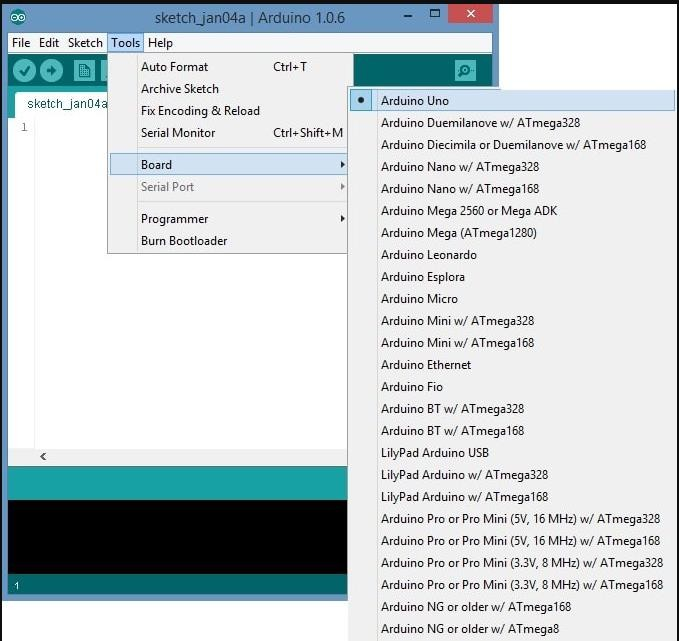 sketch_jan04a | Arduino 1.0.6
File Edit Sketch Tools Help
sketch_jan04a
1
Auto Format Ctrl+T
Archive Sketch
Fix Encoding & Reload
Serial Monitor Ctrl+Shift+M
Board
Serial Port
Programmer
Burn Bootloader
Arduino Uno
Arduino Duemilanove w/ ATmega328
Arduino Diecimila or Duemilanove w/ ATmega168
Arduino Nano w/ ATmega328
Arduino Nano w/ ATmega168
Arduino Mega 2560 or Mega ADK
Arduino Mega (ATmega1280)
Arduino Leonardo
Arduino Esplora
Arduino Micro
Arduino Mini w/ ATmega328
Arduino Mini w/ ATmega168
Arduino Ethernet
Arduino Fio
Arduino BT w/ ATmega328
Arduino BT w/ ATmega168
LilyPad Arduino USB
LilyPad Arduino w/ ATmega328
LilyPad Arduino w/ ATmega168
Arduino Pro or Pro Mini (5V, 16 MHz) w/ ATmega328
Arduino Pro or Pro Mini (5V, 16 MHz) w/ ATmega168
Arduino Pro or Pro Mini (3.3V, 8 MHz) w/ ATmega328
Arduino Pro or Pro Mini (3.3V, 8 MHz) w/ ATmega168
Arduino NG or older w/ ATmega168
Arduino NG or older w/ ATmega8
1